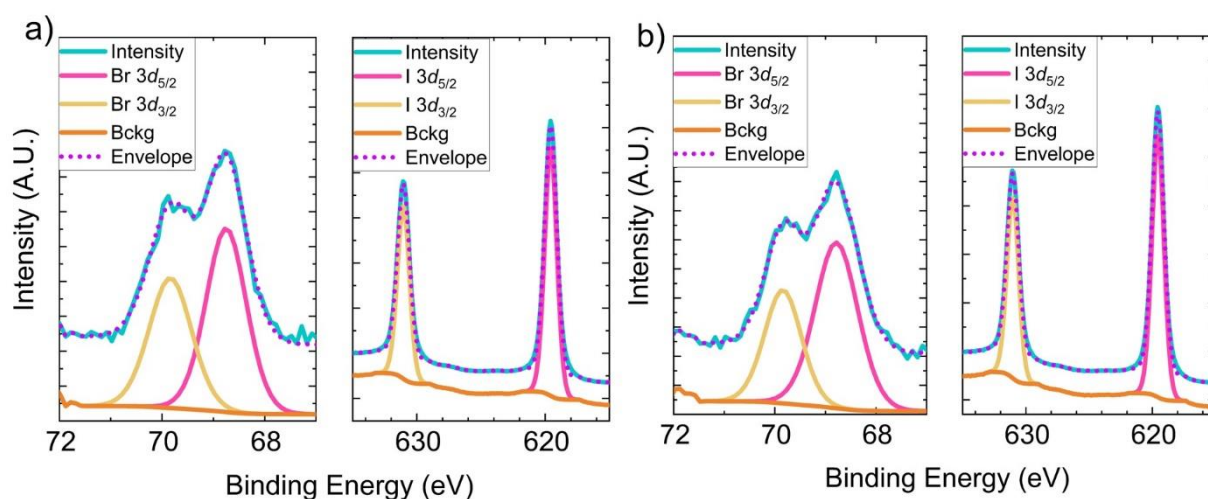 a)
Intensity (A.U.)
Intensity
Br 3d5/2
Br 3d3/2
Bckg
Envelope
72
70
68
I 3d5/2
I 3d3/2
Bckg
Envelope
630
620
Binding Energy (eV)
b)
Intensity (A.U.)
Intensity
Br 3d5/2
Br 3d3/2
Bckg
Envelope
72
70
68
Intensity
I 3d5/2
I 3d3/2
Bckg
Envelope
630
620
Binding Energy (eV)